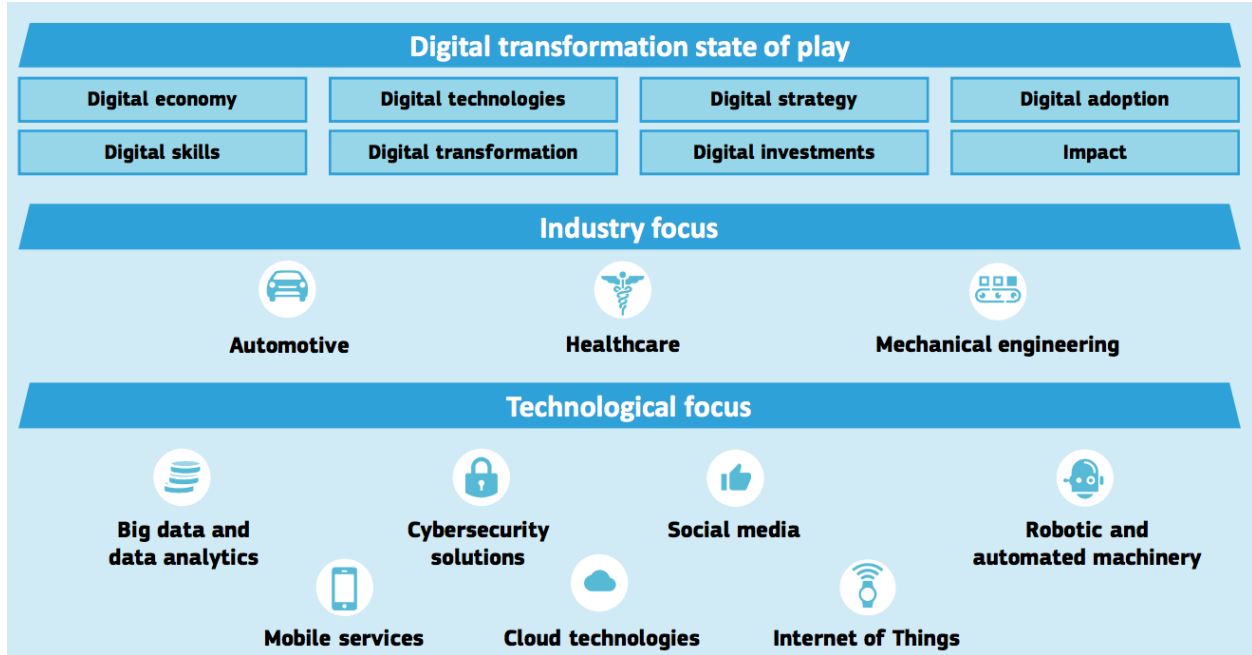 Digital transformation state of play
Digital economy
Digital technologies
Digital strategy
Digital adoption
Digital skills
Digital transformation
Digital investments
Impact
Industry focus
Automotive
Healthcare
Mechanical engineering
Technological focus
Big data and
data analytics
Cybersecurity
solutions
Social media
Robotic and
automated machinery
Mobile services
Cloud technologies
Internet of Things